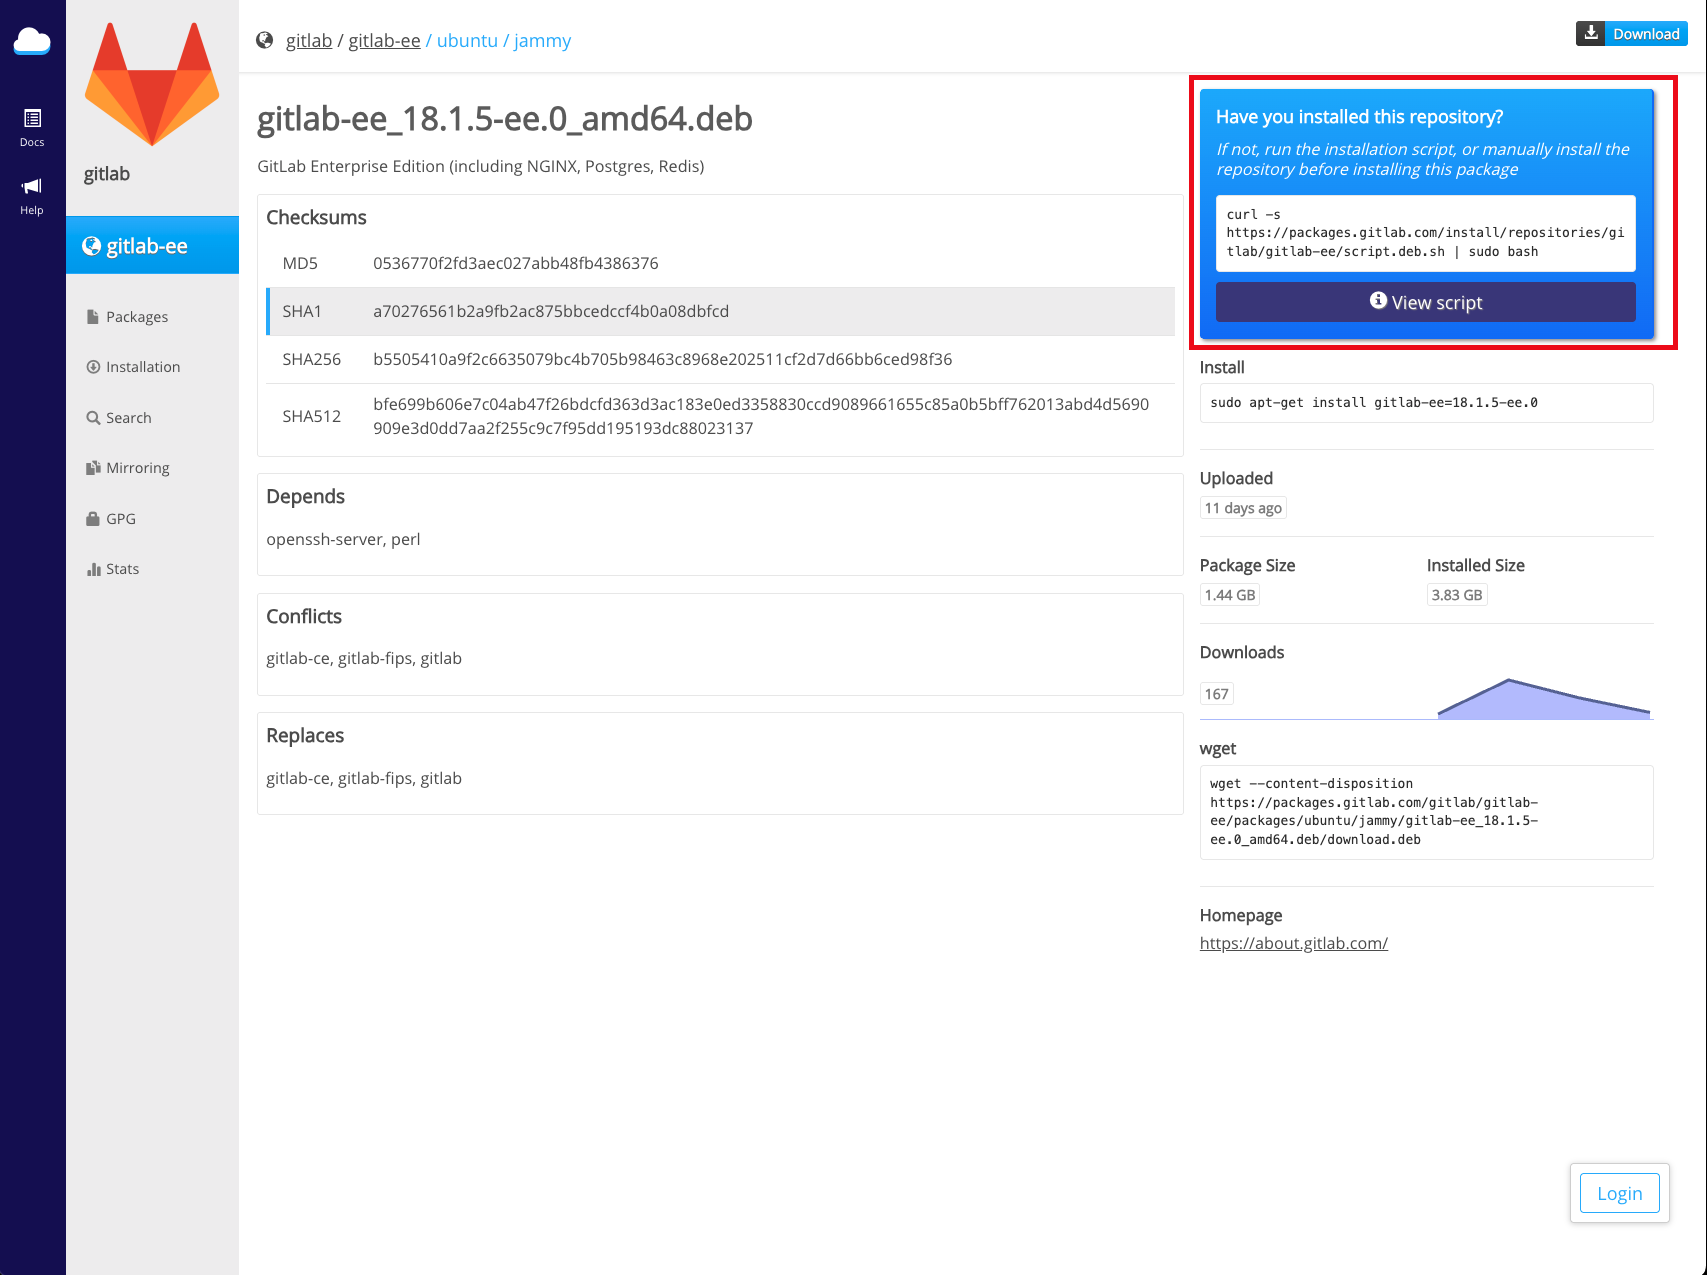 Docs
Help
gitlab
gitlab-ee
Packages
Installation
Search
Mirroring
GPG
Stats
gitlab / gitlab-ee / ubuntu / jammy
Download
gitlab-ee_18.1.5-ee.0_amd64.deb
GitLab Enterprise Edition (including NGINX, Postgres, Redis)
Checksums
MD5 0536770f2fd3aec027abb48fb4386376
SHA1 a70276561b2a9fb2ac875bbcedccf4b0a08dbfcd
SHA256 b5505410a9f2c6635079bc4b705b98463c8968e202511cf2d7d66bb6ced98f36
SHA512 bfe699b606e7c04ab47f26bdcfd363d3ac183e0ed3358830ccd9089661655c85a0b5bff762013abd4d5690
909e3d0dd7aa2f255c9c7f95dd195193dc88023137
Depends
openssh-server, perl
Conflicts
gitlab-ce, gitlab-fips, gitlab
Replaces
gitlab-ce, gitlab-fips, gitlab
Have you installed this repository?
If not, run the installation script, or manually install the
repository before installing this package
curl -s
https://packages.gitlab.com/install/repositories/gi
tlab/gitlab-ee/script.deb.sh | sudo bash
View script
Install
sudo apt-get install gitlab-ee=18.1.5-ee.0
Uploaded
11 days ago
Package Size Installed Size
1.44 GB 3.83 GB
Downloads
167
wget
wget --content-disposition
https://packages.gitlab.com/gitlab/gitlab-
ee/packages/ubuntu/jammy/gitlab-ee_18.1.5-
ee.0_amd64.deb/download.deb
Homepage
https://about.gitlab.com/
Login